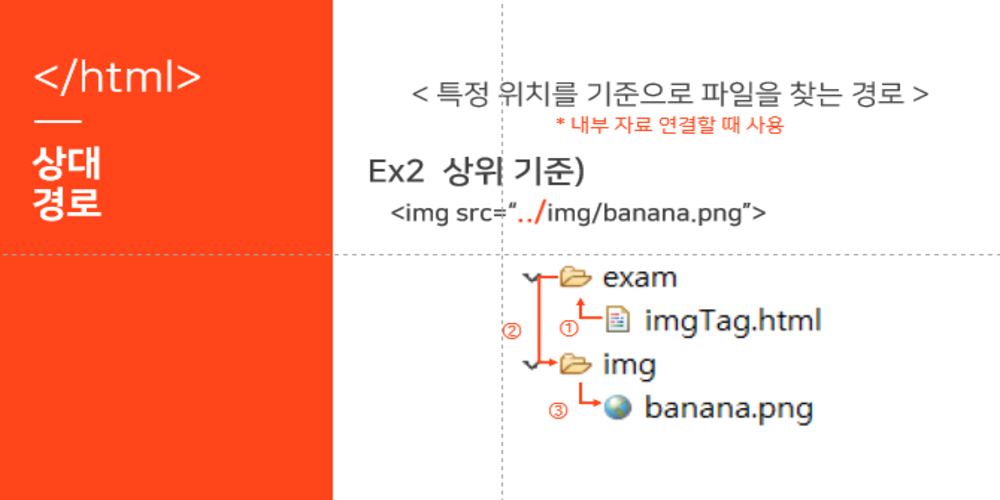 </html>
상대
경로
< 특정 위치를 기준으로 파일을 찾는 경로 >
* 내부 자료 연결할 때 사용
Ex2 상위 기준)
<img src=“../img/banana.png”>
exam
① imgTag.html
②
img
③ banana.png